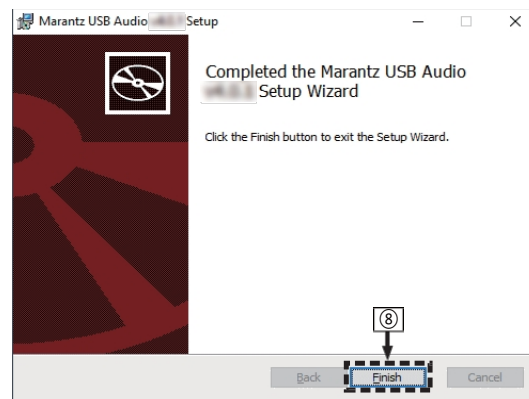 Marantz USB Audio Setup
Completed the Marantz USB Audio
Setup Wizard
Click the Finish button to exit the Setup Wizard.
⑧
Back Finish Cancel